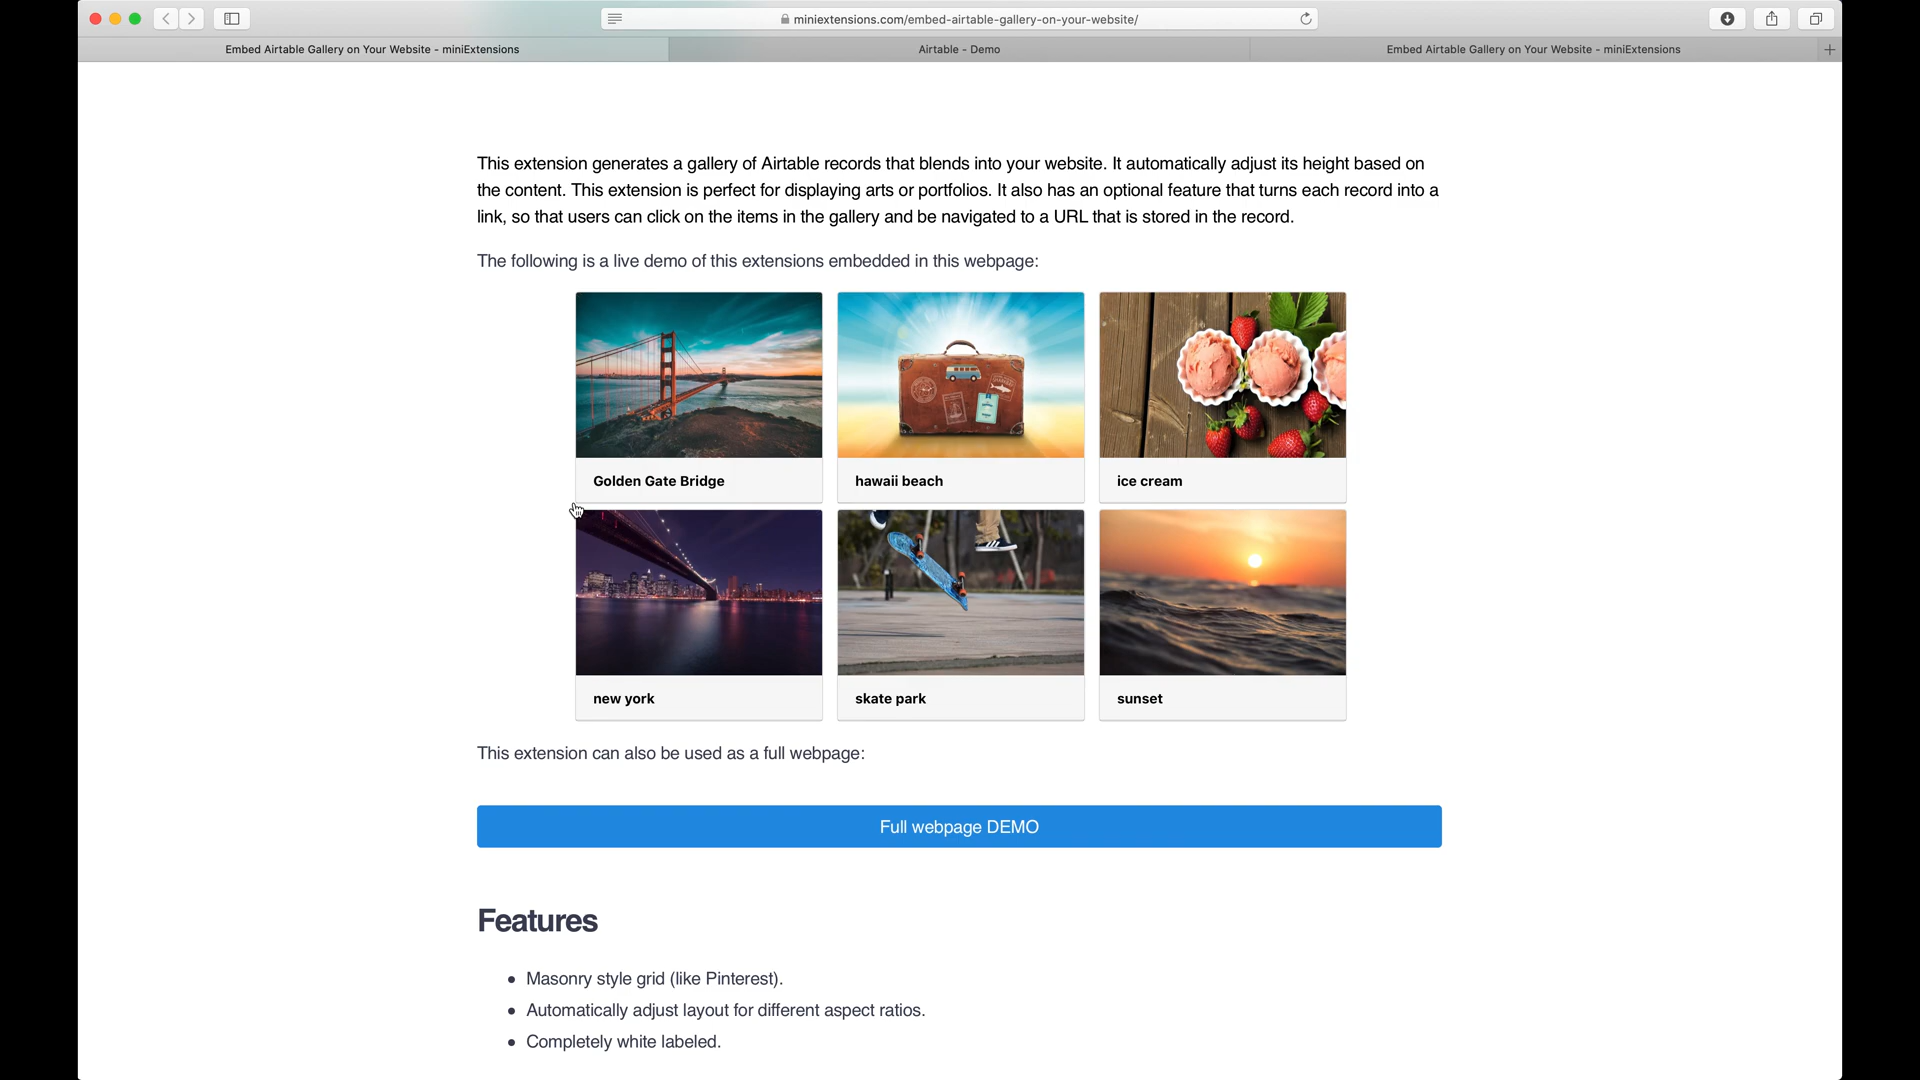 miniextensions.com/embed-airtable-gallery-on-your-website/
Embed Airtable Gallery on Your Website - miniExtensions
Airtable - Demo
Embed Airtable Gallery on Your Website - miniExtensions
This extension generates a gallery of Airtable records that blends into your website. It automatically adjust its height based on
the content. This extension is perfect for displaying arts or portfolios. It also has an optional feature that turns each record into a
link, so that users can click on the items in the gallery and be navigated to a URL that is stored in the record.
The following is a live demo of this extensions embedded in this webpage:
Golden Gate Bridge
hawaii beach
ice cream
new york
skate park
sunset
This extension can also be used as a full webpage:
Full webpage DEMO
Features
• Masonry style grid (like Pinterest).
• Automatically adjust layout for different aspect ratios.
• Completely white labeled.